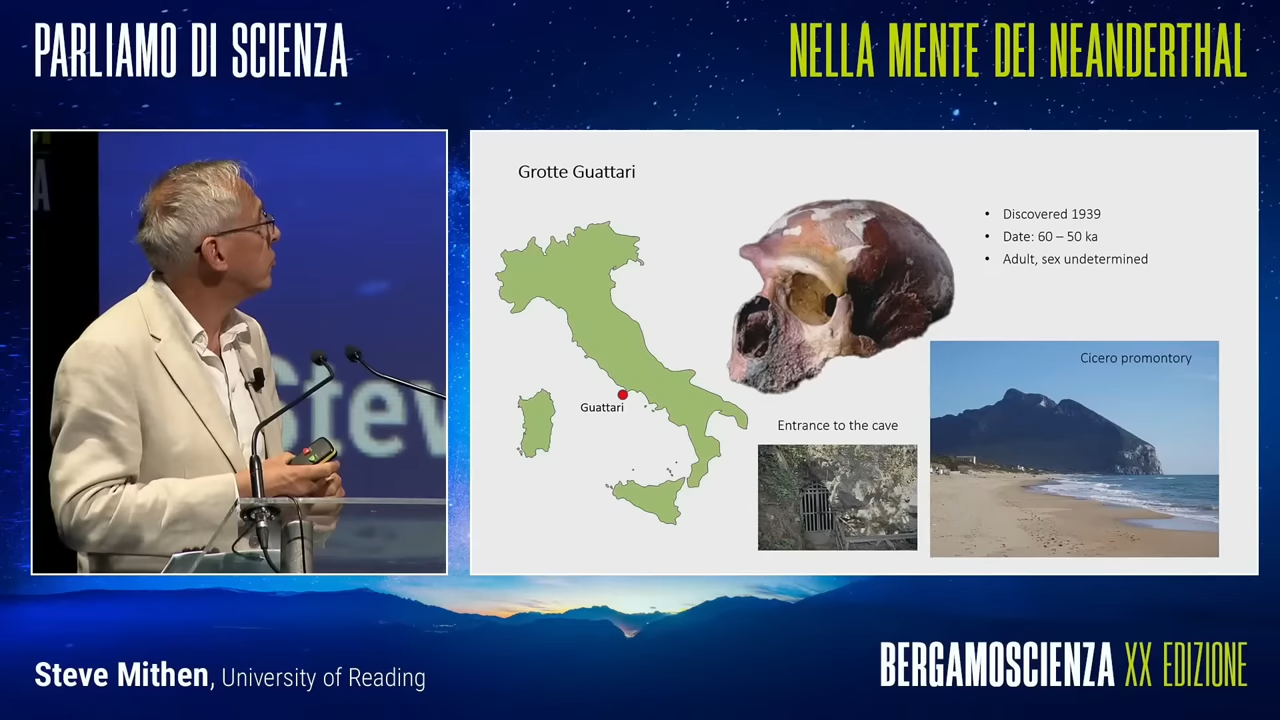 PARLIAMO DI SCIENZA
NELLA MENTE DEI NEANDERTHAL
Stev
Grotte Guattari
• Discovered 1939
• Date: 60 – 50 ka
• Adult, sex undetermined
Guattari
Entrance to the cave
Cicero promontory
Steve Mithen, University of Reading
BERGAMOSCIENZA XX EDIZIONE